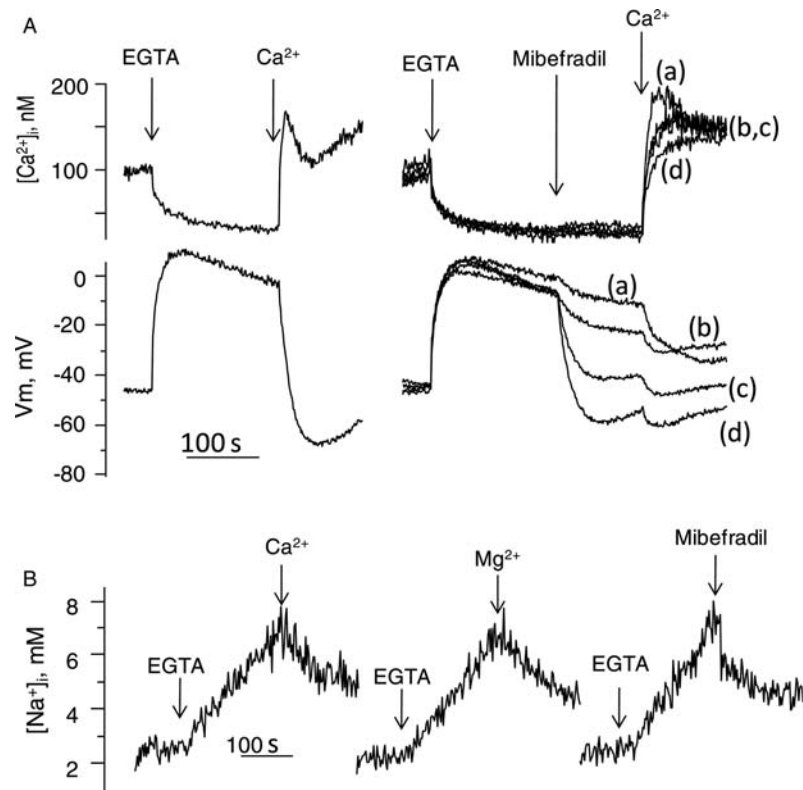 A
EGTA
Ca²⁺
EGTA
Mibefradil
Ca²⁺
[Ca²⁺]ᵢ, nM
200
100
(a)
(b,c)
(d)
Vm, mV
0
-20
-40
-60
-80
(a)
(b)
(c)
(d)
100 s
B
[Na⁺]ᵢ, mM
8
6
4
2
EGTA
Ca²⁺
EGTA
Mg²⁺
EGTA
Mibefradil
100 s